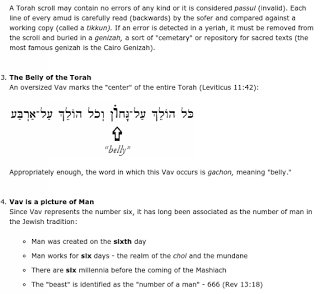 A Torah scroll may contain no errors of any kind or it is considered passul (invalid). Each
line of every amud is carefully read (backwards) by the sofer and compared against a
working copy (called a tikkun). If an error is detected in a yeriah, it must be removed from
the scroll and buried in a genizah, a sort of "cemetary" or repository for sacred texts (the
most famous genizah is the Cairo Genizah).
3. The Belly of the Torah
An oversized Vav marks the "center" of the entire Torah (Leviticus 11:42):
כֹּל הוֹלֵךְ עַל־גָּחוֹן וְכֹל הוֹלֵךְ עַל־אַרְבַּע
"belly"
Appropriately enough, the word in which this Vav occurs is gachon, meaning "belly."
4. Vav is a picture of Man
Since Vav represents the number six, it has long been associated as the number of man in
the Jewish tradition:
Man was created on the sixth day
Man works for six days - the realm of the chol and the mundane
There are six millennia before the coming of the Mashiach
The "beast" is identified as the "number of a man" - 666 (Rev 13:18)